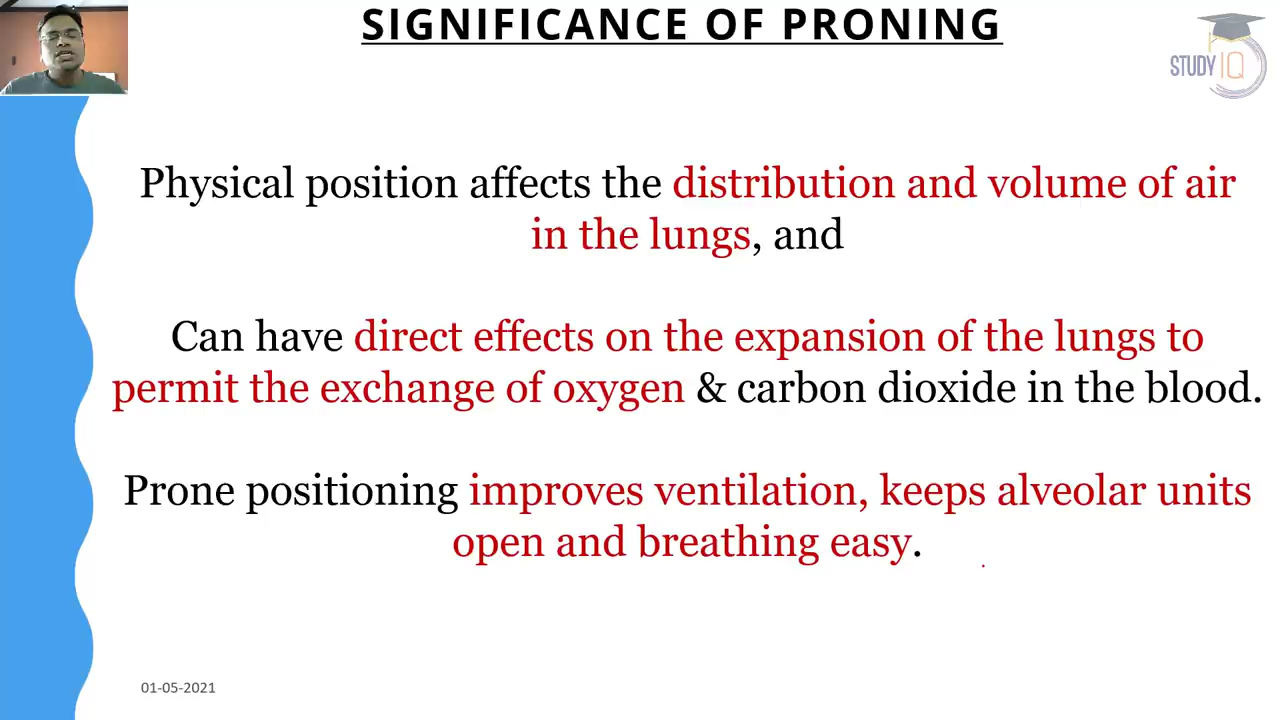 SIGNIFICANCE OF PRONING
STUDY IQ
Physical position affects the distribution and volume of air
in the lungs, and
Can have direct effects on the expansion of the lungs to
permit the exchange of oxygen & carbon dioxide in the blood.
Prone positioning improves ventilation, keeps alveolar units
open and breathing easy.
01-05-2021